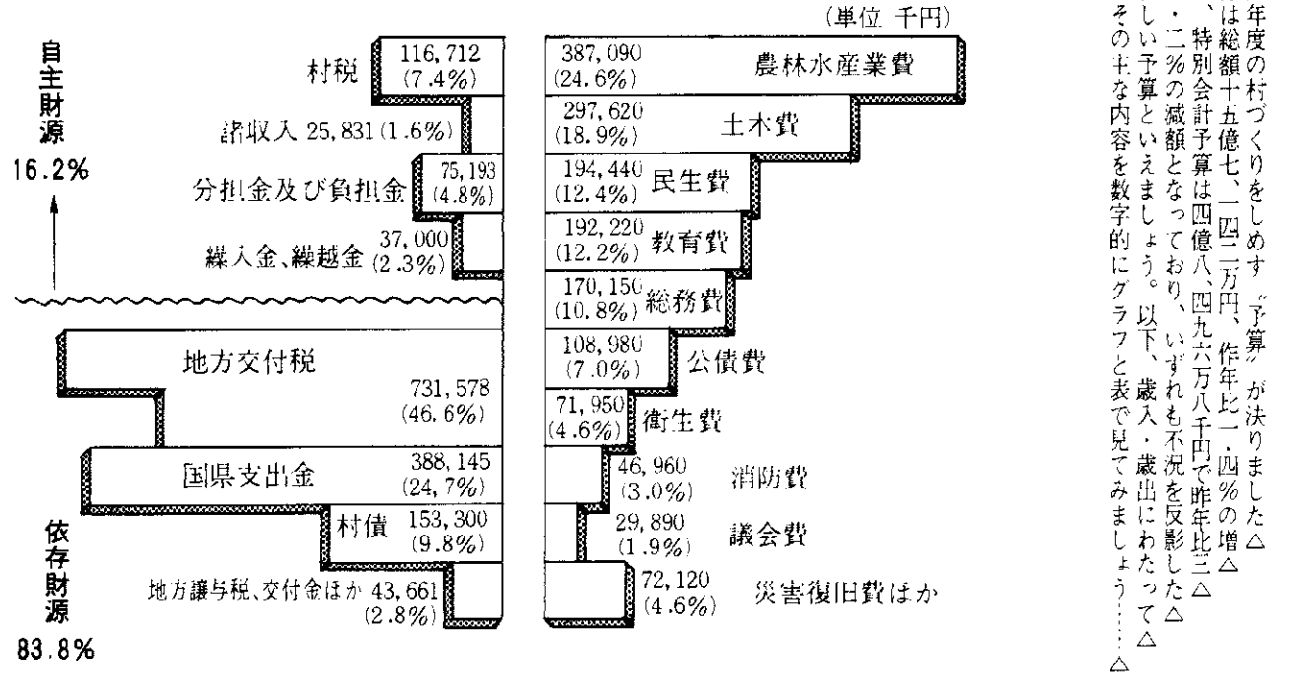 (単位 千円)
自主財源
16.2%
村税 116,712
(7.4%)
諸収入 25,831(1.6%)
分担金及び負担金 75,193
(4.8%)
繰入金、繰越金 37,000
(2.3%)
地方交付税
731,578
(46.6%)
国県支出金 388,145
(24,7%)
村債 153,300
(9.8%)
地方譲与税、交付金ほか 43,661
(2.8%)
依存財源
83.8%
387,090
(24.6%) 農林水産業費
297,620
(18.9%) 土木費
194,440
(12.4%) 民生費
192,220
(12.2%) 教育費
170,150
(10.8%) 総務費
108,980
(7.0%) 公債費
71,950
(4.6%) 衛生費
46,960
(3.0%) 消防費
29,890
(1.9%) 議会費
72,120
(4.6%) 災害復旧費ほか
年度の村づくりをしめす〝予算〟が決りました△
は総額十五億七、一四二万円、作年比一・四%の増△
、特別会計予算は四億八、四九六万八千円で昨年比三△
・二%の減額となっており、いずれも不況を反影した△
しい予算といえましょう。以下、歳入・歳出にわたって△
その主な内容を数字的にグラフと表で見てみましょう……△